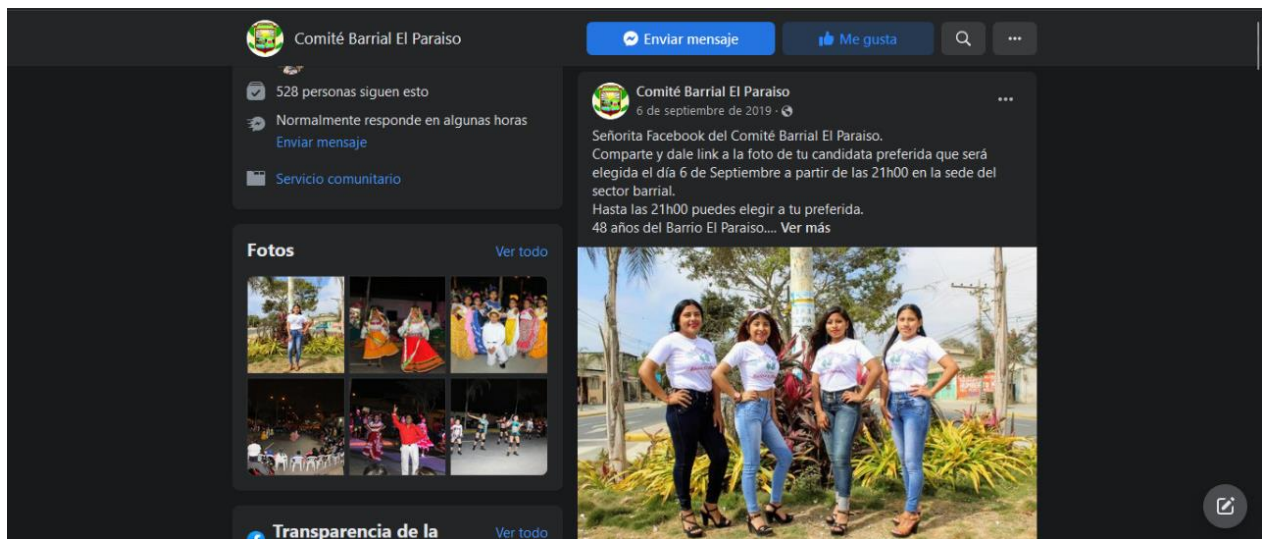 Comité Barrial El Paraiso
Enviar mensaje
Me gusta
528 personas siguen esto
Normalmente responde en algunas horas
Enviar mensaje
Servicio comunitario
Fotos
Ver todo
Transparencia de la
Ver todo
Comité Barrial El Paraiso
6 de septiembre de 2019 ·
Señorita Facebook del Comité Barrial El Paraiso.
Comparte y dale link a la foto de tu candidata preferida que será
elegida el día 6 de Septiembre a partir de las 21h00 en la sede del
sector barrial.
Hasta las 21h00 puedes elegir a tu preferida.
48 años del Barrio El Paraiso.... Ver más